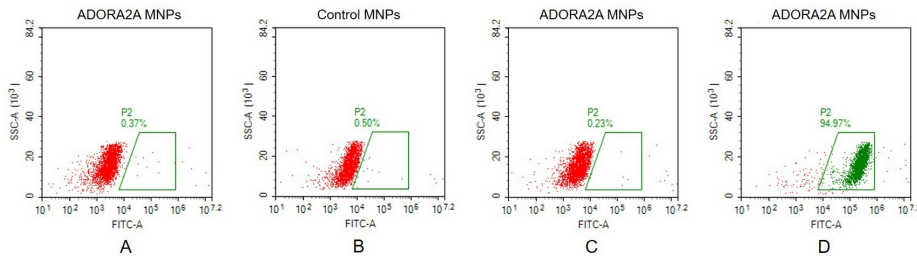 ADORA2A MNPs
84.2
60
40
20
0
SSC-A (10³]
P2
0.37%
10¹ 10² 10³ 10⁴ 10⁵ 10⁶ 10⁷·²
FITC-A
A
Control MNPs
84.2
60
40
20
0
SSC-A (10³]
P2
0.50%
10¹ 10² 10³ 10⁴ 10⁵ 10⁶ 10⁷·²
FITC-A
B
ADORA2A MNPs
84.2
60
40
20
0
SSC-A (10³]
P2
0.23%
10¹ 10² 10³ 10⁴ 10⁵ 10⁶ 10⁷·²
FITC-A
C
ADORA2A MNPs
84.2
60
40
20
0
SSC-A (10³]
P2
94.97%
10¹ 10² 10³ 10⁴ 10⁵ 10⁶ 10⁷·²
FITC-A
D